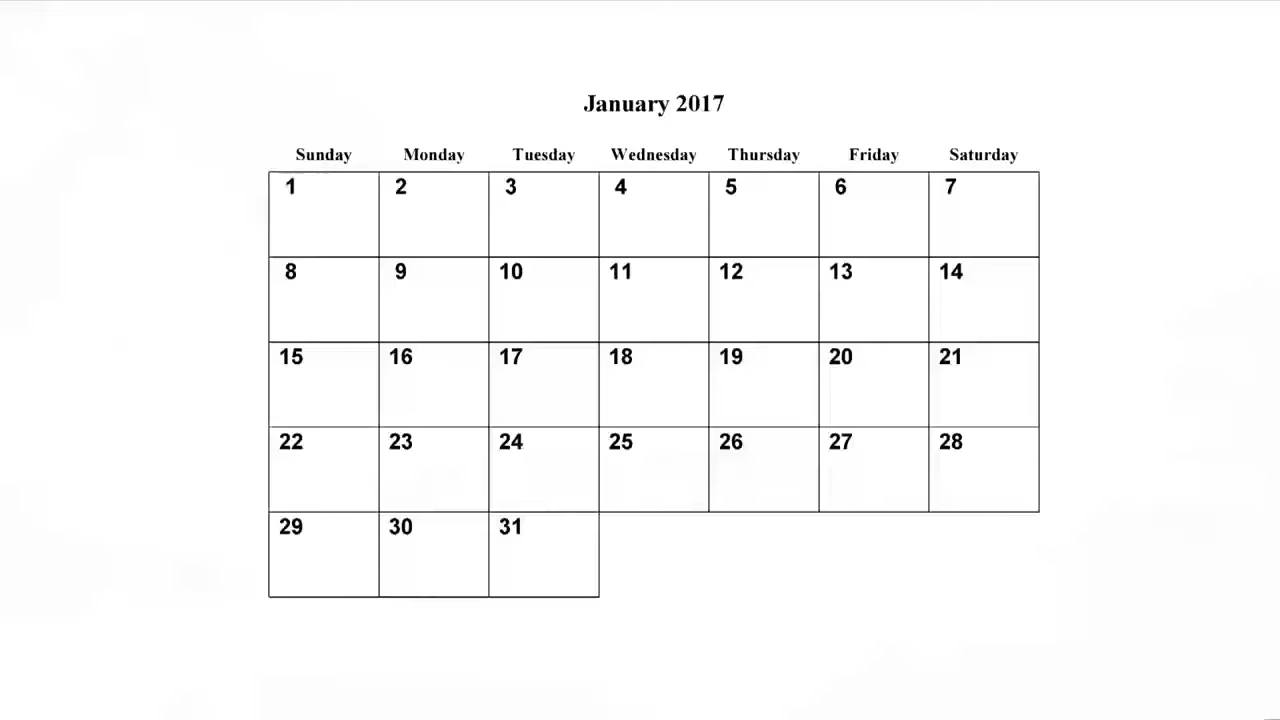 January 2017
Sunday Monday Tuesday Wednesday Thursday Friday Saturday
1 2 3 4 5 6 7
8 9 10 11 12 13 14
15 16 17 18 19 20 21
22 23 24 25 26 27 28
29 30 31